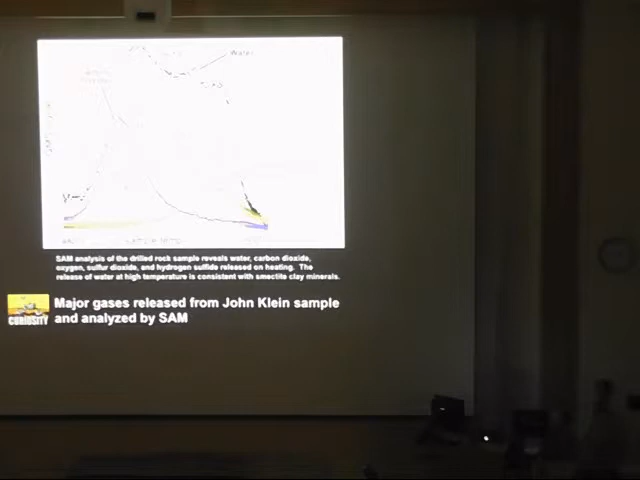 Water
SAM analysis of the drilled rock sample reveals water, carbon dioxide,
oxygen, sulfur dioxide, and hydrogen sulfide released on heating. The
release of water at high temperature is consistent with smectite clay minerals.
CURIOSITY
Major gases released from John Klein sample
and analyzed by SAM